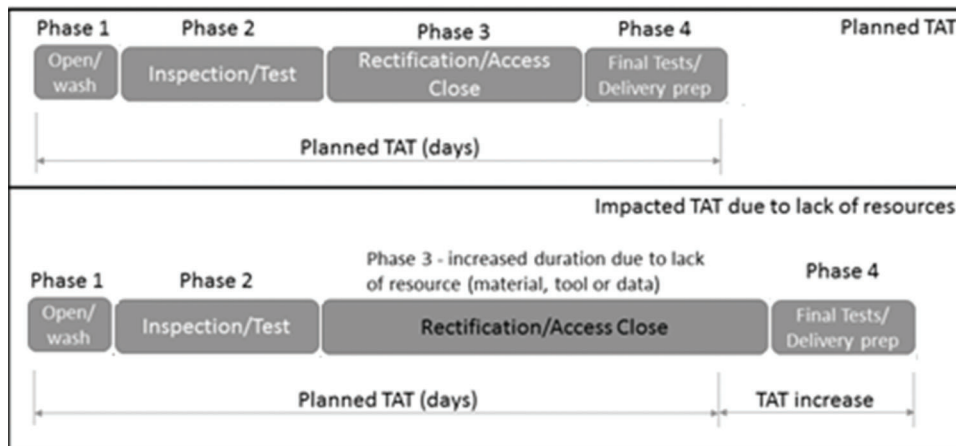 Planned TAT
Phase 1
Phase 2
Phase 3
Phase 4
Open/
wash
Inspection/Test
Rectification/Access
Close
Final Tests/
Delivery prep
Planned TAT (days)
Impacted TAT due to lack of resources
Phase 1
Phase 2
Phase 3 - increased duration due to lack
of resource (material, tool or data)
Phase 4
Open/
wash
Inspection/Test
Rectification/Access Close
Final Tests/
Delivery prep
Planned TAT (days)
TAT increase